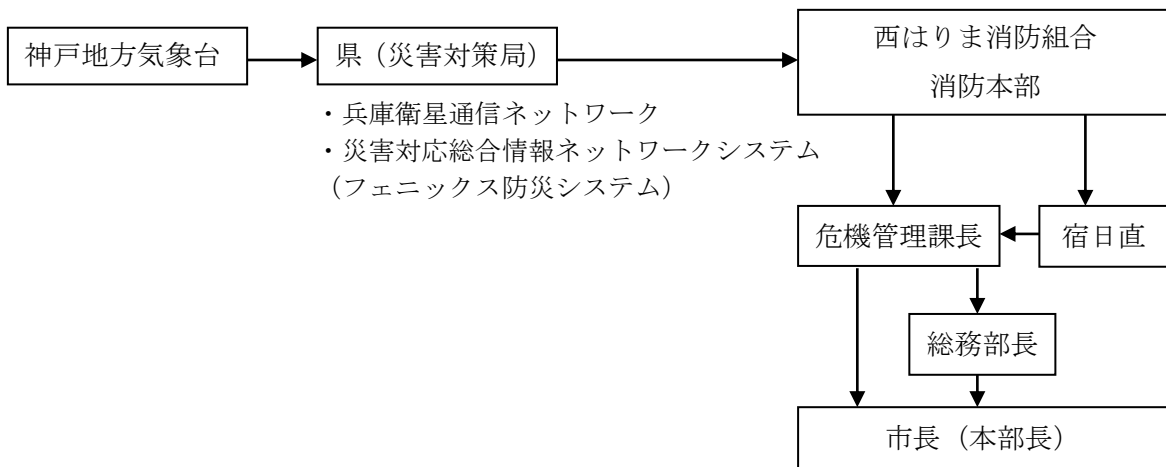 神戸地方気象台
県（災害対策局）
西はりま消防組合
消防本部
・兵庫衛星通信ネットワーク
・災害対応総合情報ネットワークシステム
（フェニックス防災システム）
危機管理課長
宿日直
総務部長
市長（本部長）